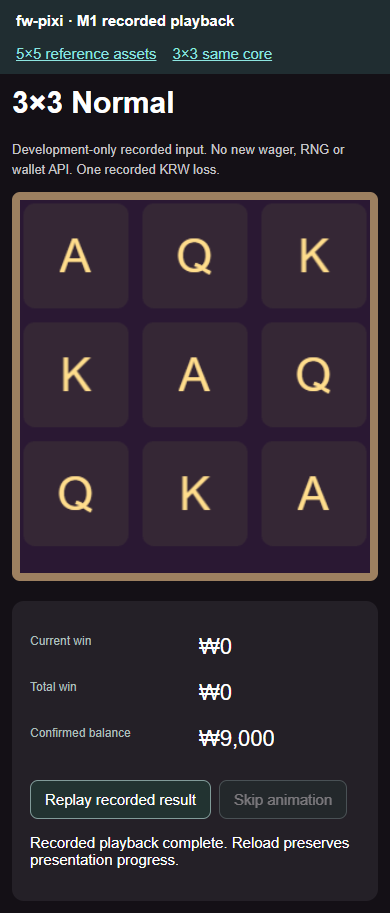 fw-pixi · M1 recorded playback
5×5 reference assets 3×3 same core
3×3 Normal
Development-only recorded input. No new wager, RNG or
wallet API. One recorded KRW loss.
A Q K
K A Q
Q K A
Current win ₩0
Total win ₩0
Confirmed balance ₩9,000
Replay recorded result Skip animation
Recorded playback complete. Reload preserves
presentation progress.